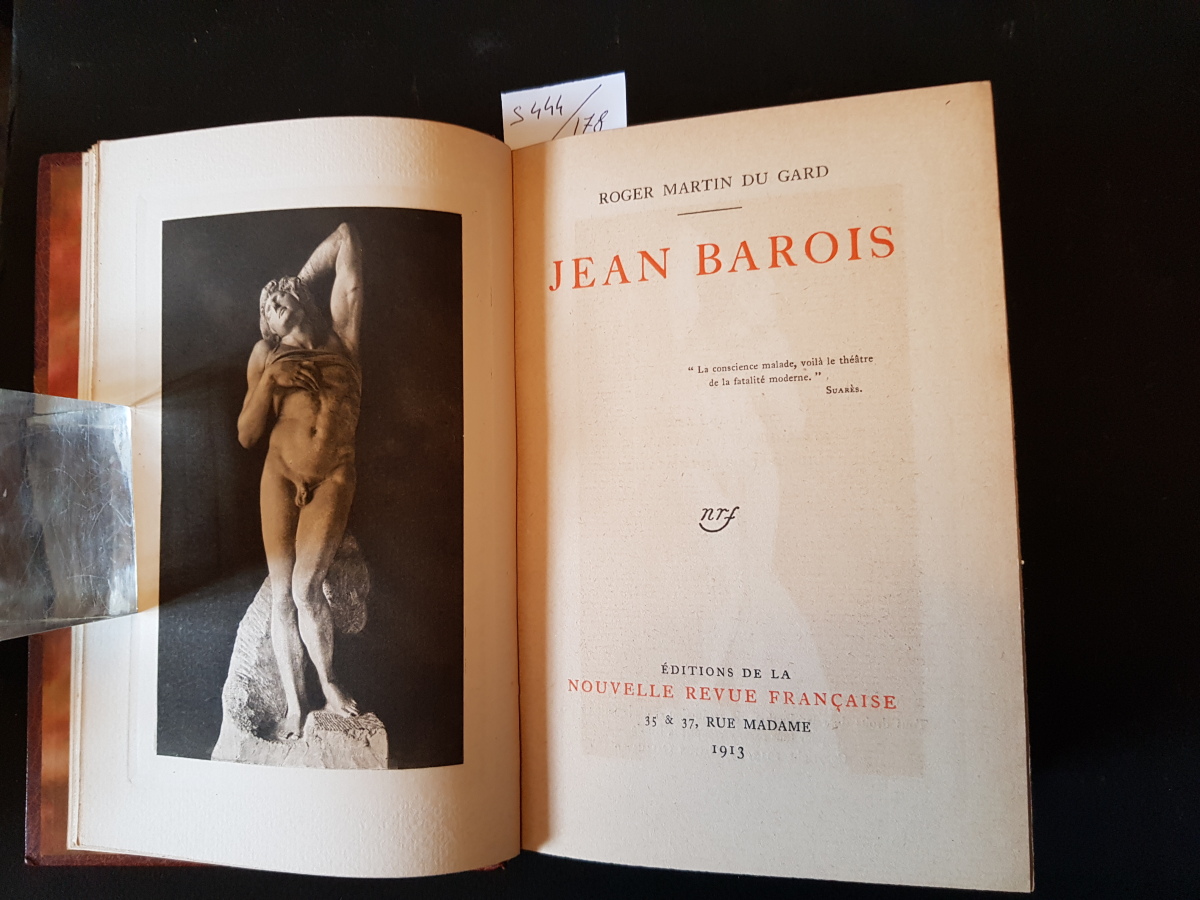 S444/178
ROGER MARTIN DU GARD
JEAN BAROIS
“ La conscience malade, voilà le théâtre
de la fatalité moderne. ”
SUARÈS.
nrf
ÉDITIONS DE LA
NOUVELLE REVUE FRANÇAISE
35 & 37, RUE MADAME
1913